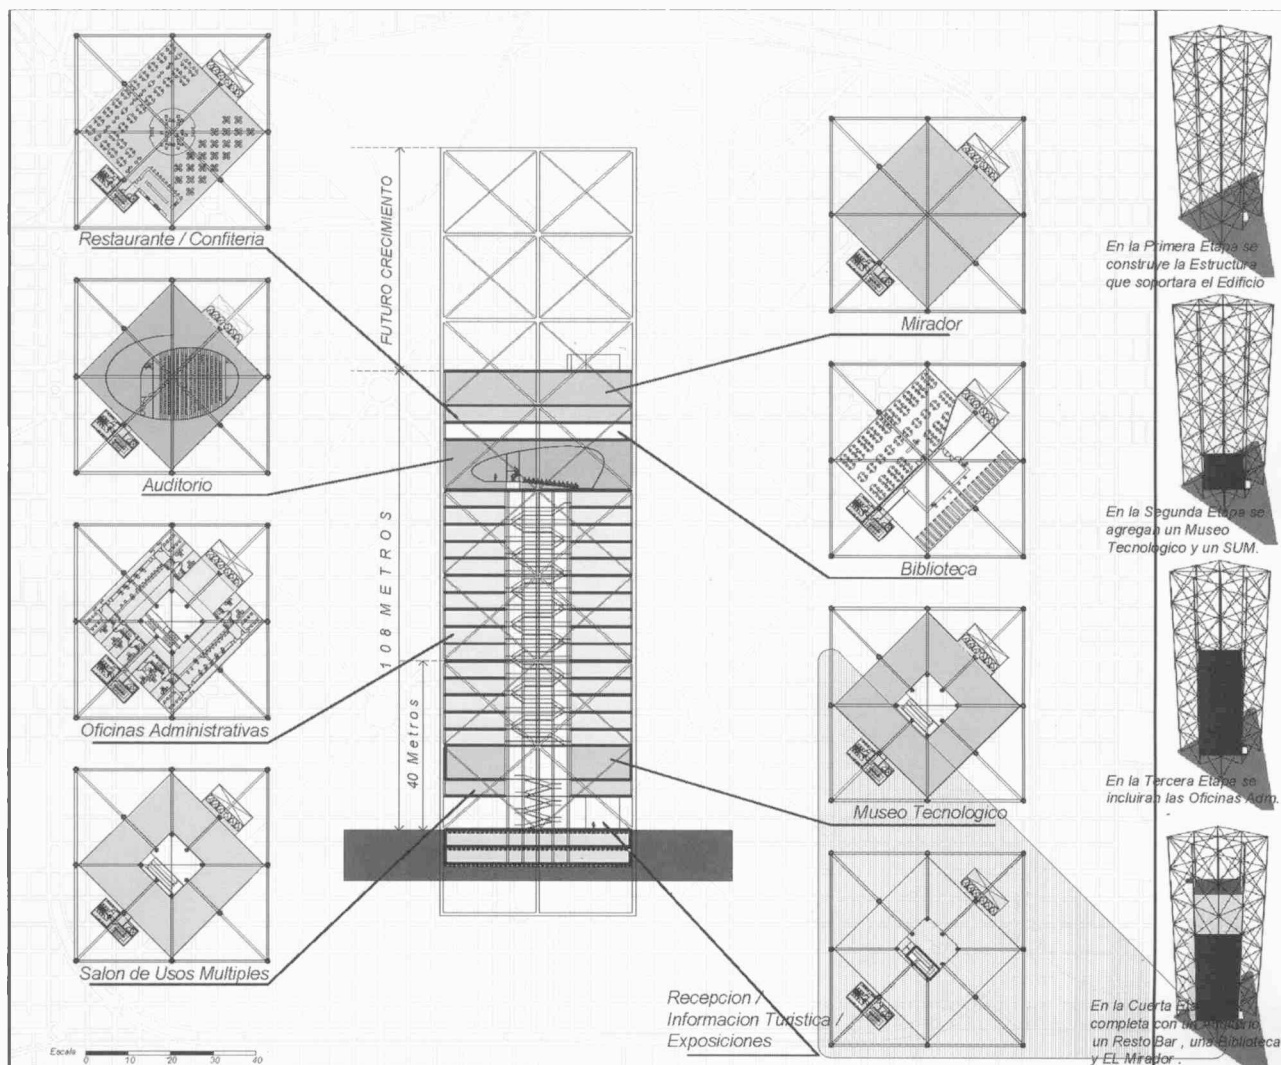 Restaurante / Confiteria
Auditorio
Oficinas Administrativas
Salon de Usos Multiples
FUTURO CRECIMIENTO
108 METROS
40 Metros
Mirador
Biblioteca
Museo Tecnologico
Recepcion /
Informacion Turistica /
Exposiciones
En la Primera Etapa se
construye la Estructura
que soportara el Edificio
En la Segunda Etapa se
agregan un Museo
Tecnologico y un SUM.
En la Tercera Etapa se
incluiran las Oficinas Adm.
En la Cuerta
completa con un
un Resto Bar , una Biblioteca
y EL Mirador .
Escala
0 10 20 30 40